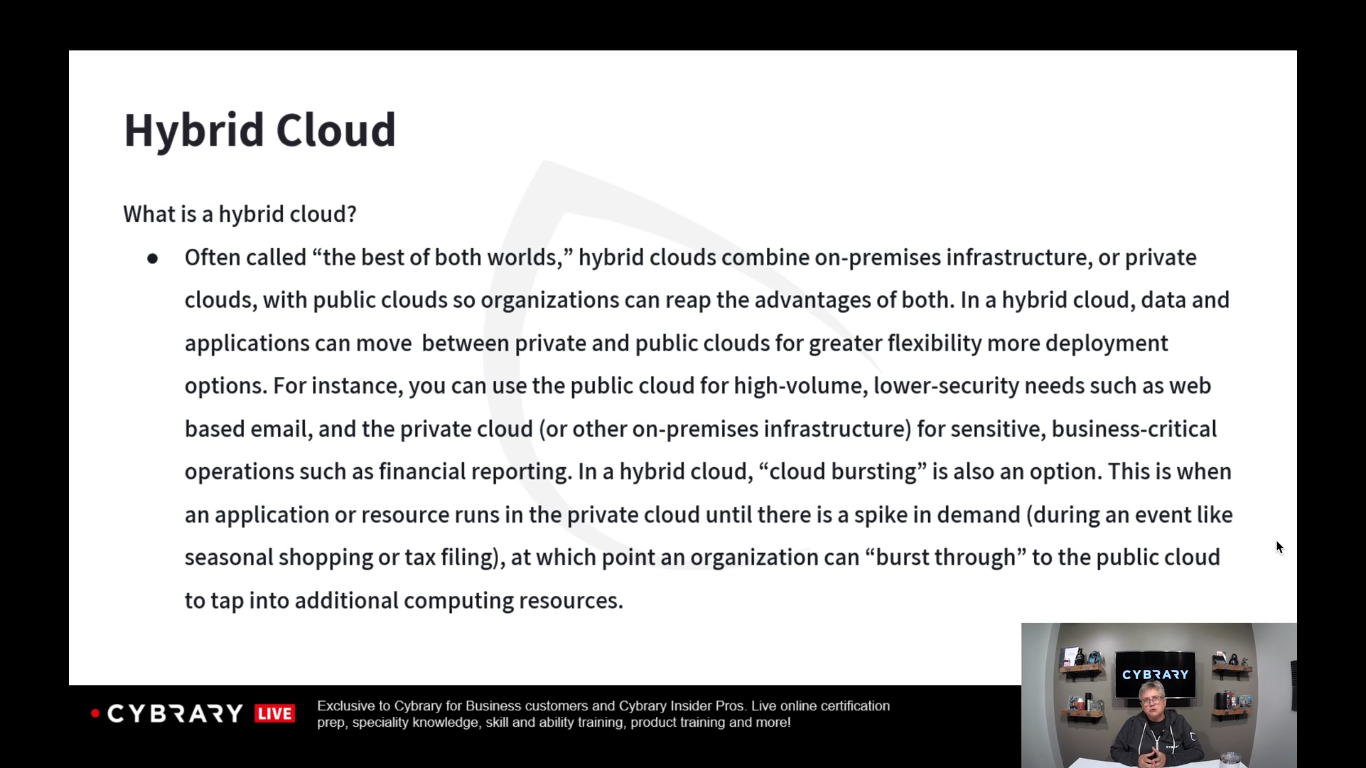 Hybrid Cloud
What is a hybrid cloud?
● Often called “the best of both worlds,” hybrid clouds combine on-premises infrastructure, or private
clouds, with public clouds so organizations can reap the advantages of both. In a hybrid cloud, data and
applications can move  between private and public clouds for greater flexibility more deployment
options. For instance, you can use the public cloud for high-volume, lower-security needs such as web
based email, and the private cloud (or other on-premises infrastructure) for sensitive, business-critical
operations such as financial reporting. In a hybrid cloud, “cloud bursting” is also an option. This is when
an application or resource runs in the private cloud until there is a spike in demand (during an event like
seasonal shopping or tax filing), at which point an organization can “burst through” to the public cloud
to tap into additional computing resources.
CYBRARY
CYBRARY LIVE
Exclusive to Cybrary for Business customers and Cybrary Insider Pros. Live online certification
prep, speciality knowledge, skill and ability training, product training and more!